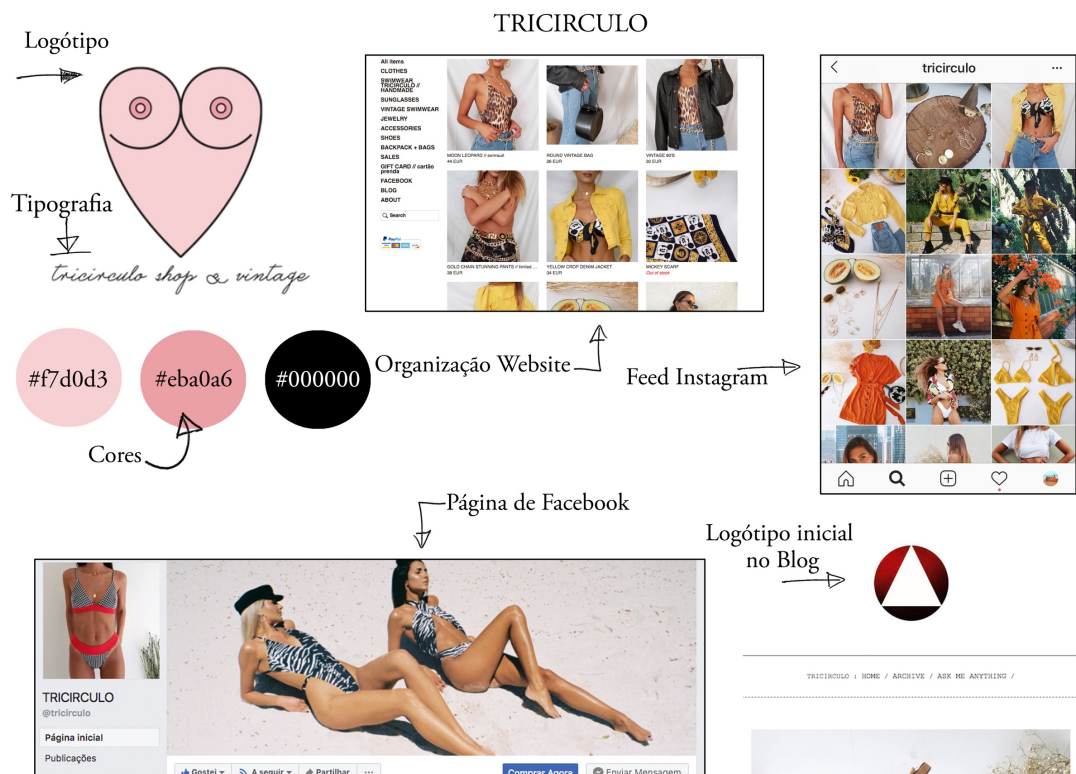 TRICIRCULO
Logótipo
Tipografia
tricirculo shop & vintage
#f7d0d3
#eba0a6
#000000
Cores
All items
CLOTHES
SWIMWEAR
TRICIRCULO //
HANDMADE
SUNGLASSES
VINTAGE SWIMWEAR
JEWELRY
ACCESSORIES
SHOES
BACKPACK + BAGS
SALES
GIFT CARD // cartão
prenda
FACEBOOK
BLOG
ABOUT
Search
PayPal
MOON LEOPARD // swimsuit
44 EUR
ROUND VINTAGE BAG
26 EUR
VINTAGE 90'S
30 EUR
GOLD CHAIN STUNNING PANTS // limited ...
38 EUR
YELLOW CROP DENIM JACKET
34 EUR
MICKEY SCARF
Out of stock
Organização Website
tricirculo
Feed Instagram
Página de Facebook
TRICIRCULO
@tricirculo
Página inicial
Publicações
Gostei
A seguir
Partilhar
Comprar Agora
Enviar Mensagem
Logótipo inicial
no Blog
TRICIRCULO : HOME / ARCHIVE / ASK ME ANYTHING /